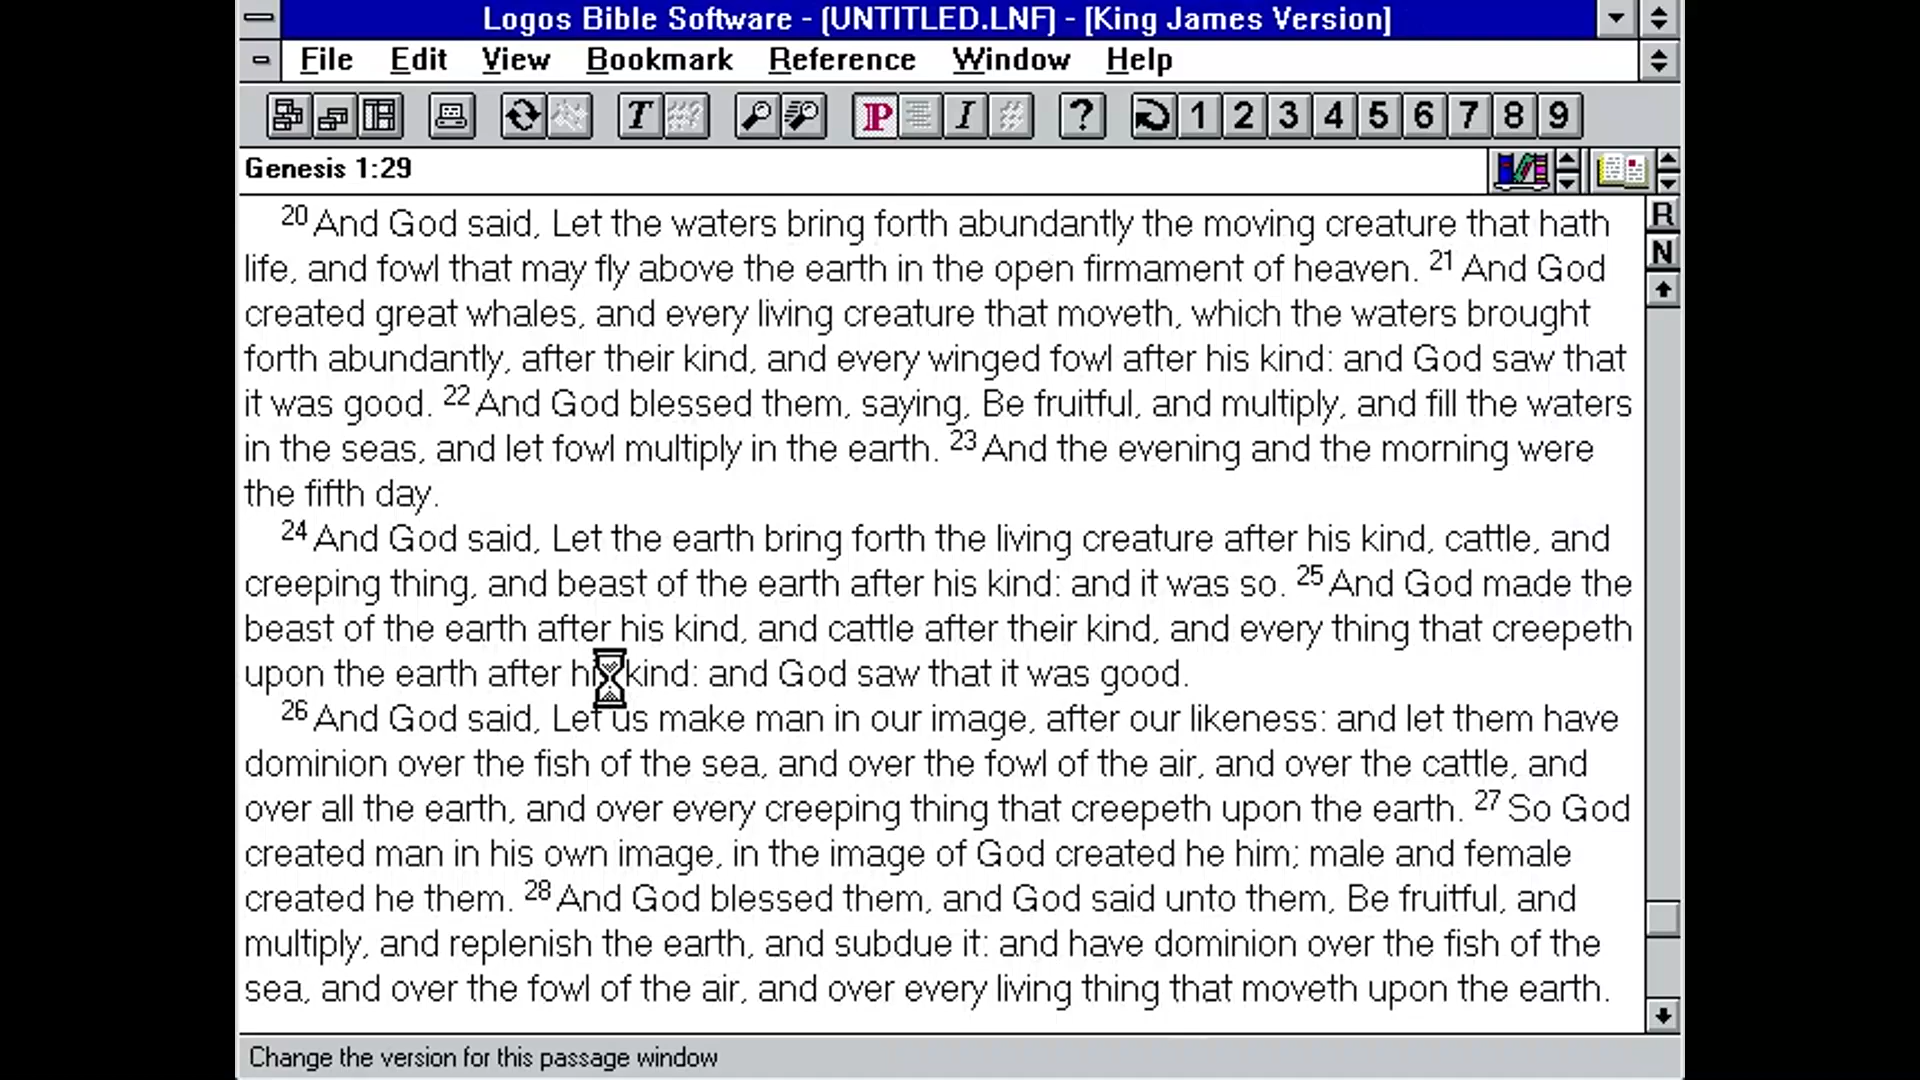 Logos Bible Software - (UNTITLED.LNF) - [King James Version]
File Edit View Bookmark Reference Window Help
T #? P I # ? 1 2 3 4 5 6 7 8 9
Genesis 1:29
R
N
20 And God said, Let the waters bring forth abundantly the moving creature that hath
life, and fowl that may fly above the earth in the open firmament of heaven. 21 And God
created great whales, and every living creature that moveth, which the waters brought
forth abundantly, after their kind, and every winged fowl after his kind: and God saw that
it was good. 22 And God blessed them, saying, Be fruitful, and multiply, and fill the waters
in the seas, and let fowl multiply in the earth. 23 And the evening and the morning were
the fifth day.
24 And God said, Let the earth bring forth the living creature after his kind, cattle, and
creeping thing, and beast of the earth after his kind: and it was so. 25 And God made the
beast of the earth after his kind, and cattle after their kind, and every thing that creepeth
upon the earth after his kind: and God saw that it was good.
26 And God said, Let us make man in our image, after our likeness: and let them have
dominion over the fish of the sea, and over the fowl of the air, and over the cattle, and
over all the earth, and over every creeping thing that creepeth upon the earth. 27 So God
created man in his own image, in the image of God created he him; male and female
created he them. 28 And God blessed them, and God said unto them, Be fruitful, and
multiply, and replenish the earth, and subdue it: and have dominion over the fish of the
sea, and over the fowl of the air, and over every living thing that moveth upon the earth.
Change the version for this passage window